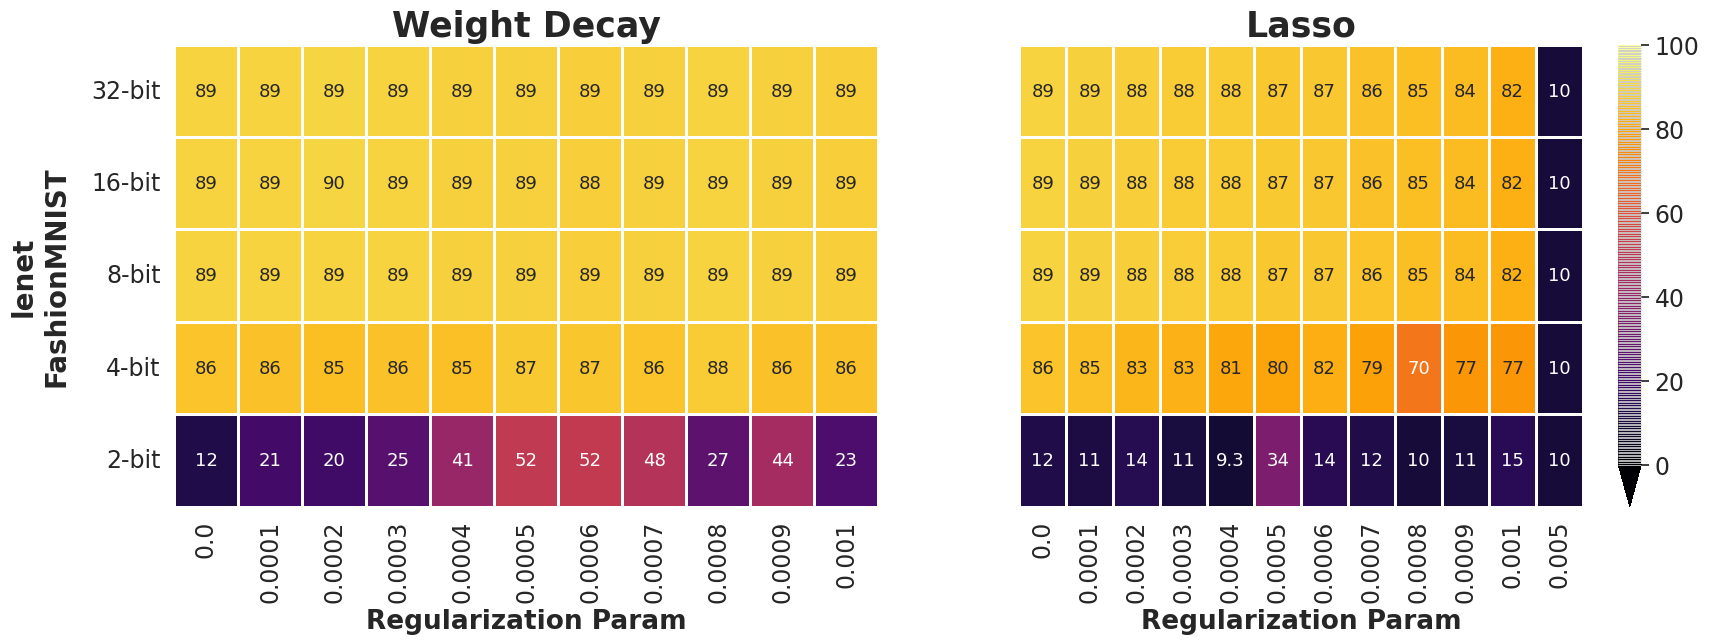 Weight Decay
Lasso
lenet
FashionMNIST
32-bit
89 89 89 89 89 89 89 89 89 89 89
89 89 88 88 88 87 87 86 85 84 82 10
16-bit
89 89 90 89 89 89 88 89 89 89 89
89 89 88 88 88 87 87 86 85 84 82 10
8-bit
89 89 89 89 89 89 89 89 89 89 89
89 89 88 88 88 87 87 86 85 84 82 10
4-bit
86 86 85 86 85 87 87 86 88 86 86
86 85 83 83 81 80 82 79 70 77 77 10
2-bit
12 21 20 25 41 52 52 48 27 44 23
12 11 14 11 9.3 34 14 12 10 11 15 10
0.0 0.0001 0.0002 0.0003 0.0004 0.0005 0.0006 0.0007 0.0008 0.0009 0.001
0.0 0.0001 0.0002 0.0003 0.0004 0.0005 0.0006 0.0007 0.0008 0.0009 0.001 0.005
Regularization Param
Regularization Param
100
80
60
40
20
0